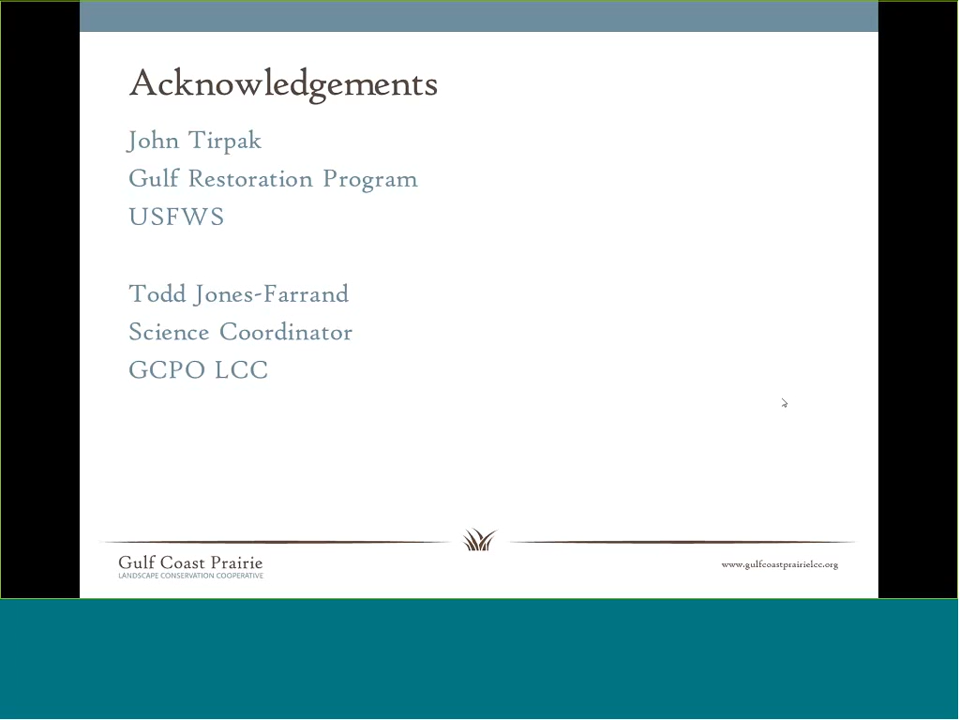 Acknowledgements
John Tirpak
Gulf Restoration Program
USFWS
Todd Jones-Farrand
Science Coordinator
GCPO LCC
Gulf Coast Prairie
LANDSCAPE CONSERVATION COOPERATIVE
www.gulfcoastprairielcc.org